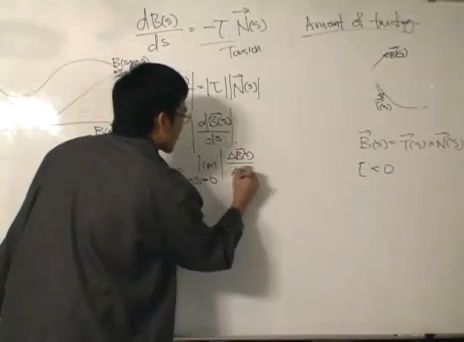 dB(s)/ds = -τ N⃗(s)
Torsion
= |τ| |N⃗(s)|
|dB⃗(s)/ds|
lim |ΔB⃗(s)
Amount of twisting
B⃗(s)
B⃗(s) = T⃗(s) × N⃗(s)
τ < 0